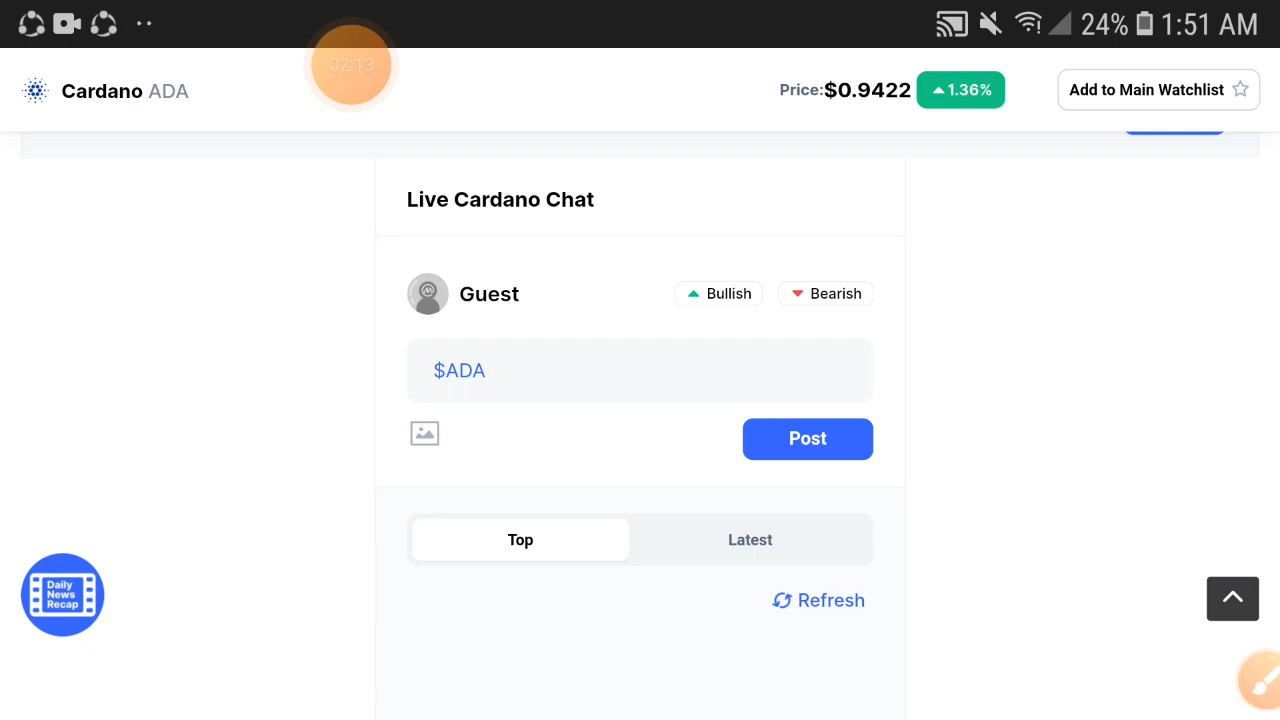 24% 1:51 AM
02:13
Cardano ADA
Price:$0.9422 1.36% Add to Main Watchlist
Live Cardano Chat
Guest Bullish Bearish
$ADA
Post
Top Latest
Daily
News
Recap
Refresh